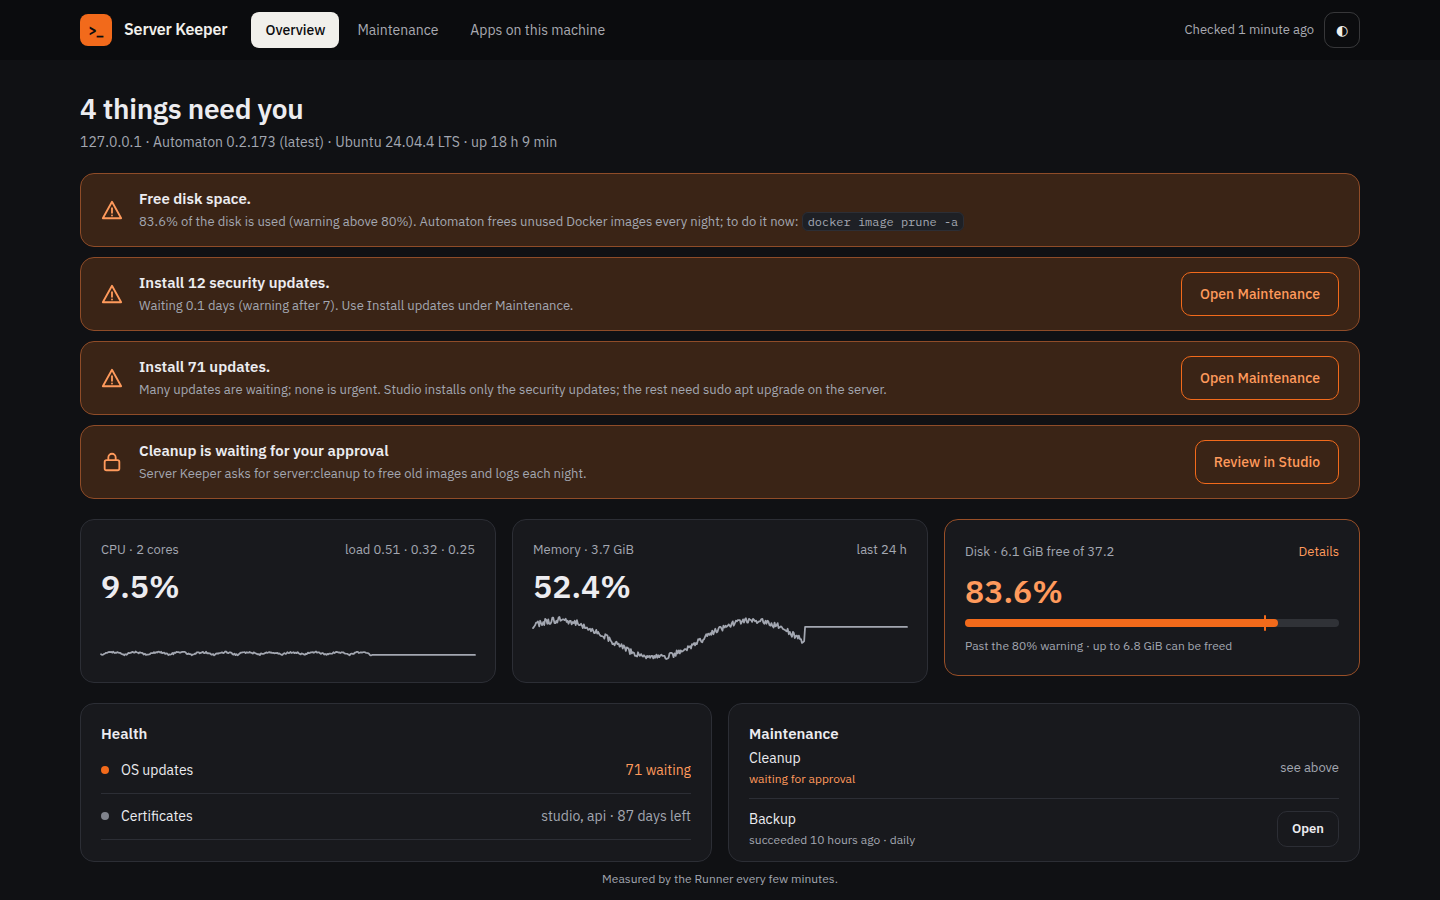 >_ Server Keeper Overview Maintenance Apps on this machine Checked 1 minute ago
4 things need you
127.0.0.1 · Automaton 0.2.173 (latest) · Ubuntu 24.04.4 LTS · up 18 h 9 min
Free disk space.
83.6% of the disk is used (warning above 80%). Automaton frees unused Docker images every night; to do it now: docker image prune -a
Install 12 security updates.
Waiting 0.1 days (warning after 7). Use Install updates under Maintenance.
Open Maintenance
Install 71 updates.
Many updates are waiting; none is urgent. Studio installs only the security updates; the rest need sudo apt upgrade on the server.
Open Maintenance
Cleanup is waiting for your approval
Server Keeper asks for server:cleanup to free old images and logs each night.
Review in Studio
CPU · 2 cores load 0.51 · 0.32 · 0.25
9.5%
Memory · 3.7 GiB last 24 h
52.4%
Disk · 6.1 GiB free of 37.2 Details
83.6%
Past the 80% warning · up to 6.8 GiB can be freed
Health
OS updates 71 waiting
Certificates studio, api · 87 days left
Maintenance
Cleanup
waiting for approval
see above
Backup
succeeded 10 hours ago · daily
Open
Measured by the Runner every few minutes.